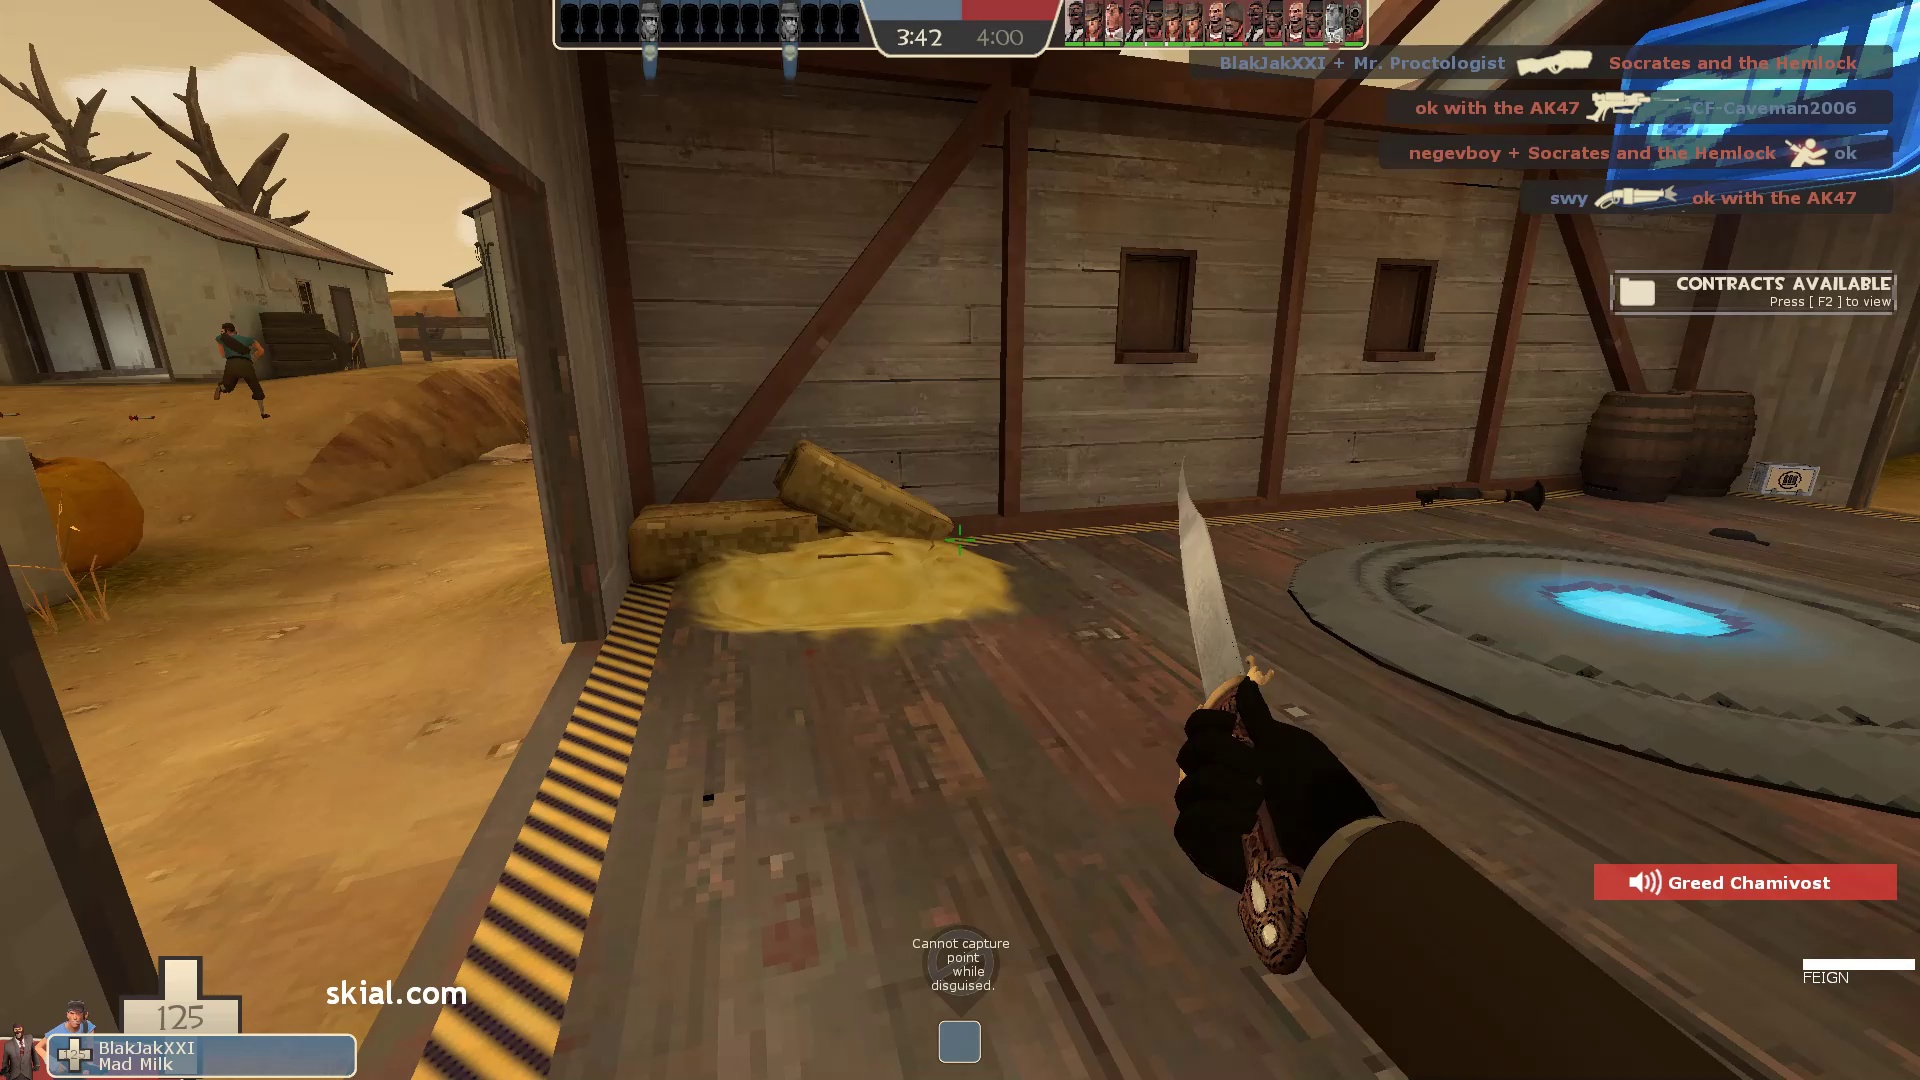 3:42 4:00
BlakJakXXI + Mr. Proctologist Socrates and the Hemlock
ok with the AK47 -CF-Caveman2006
negevboy + Socrates and the Hemlock ok
swy ok with the AK47
CONTRACTS AVAILABLE
Press [ F2 ] to view
Greed Chamivost
Cannot capture
point
while
disguised.
FEIGN
skial.com
125
125
BlakJakXXI
Mad Milk